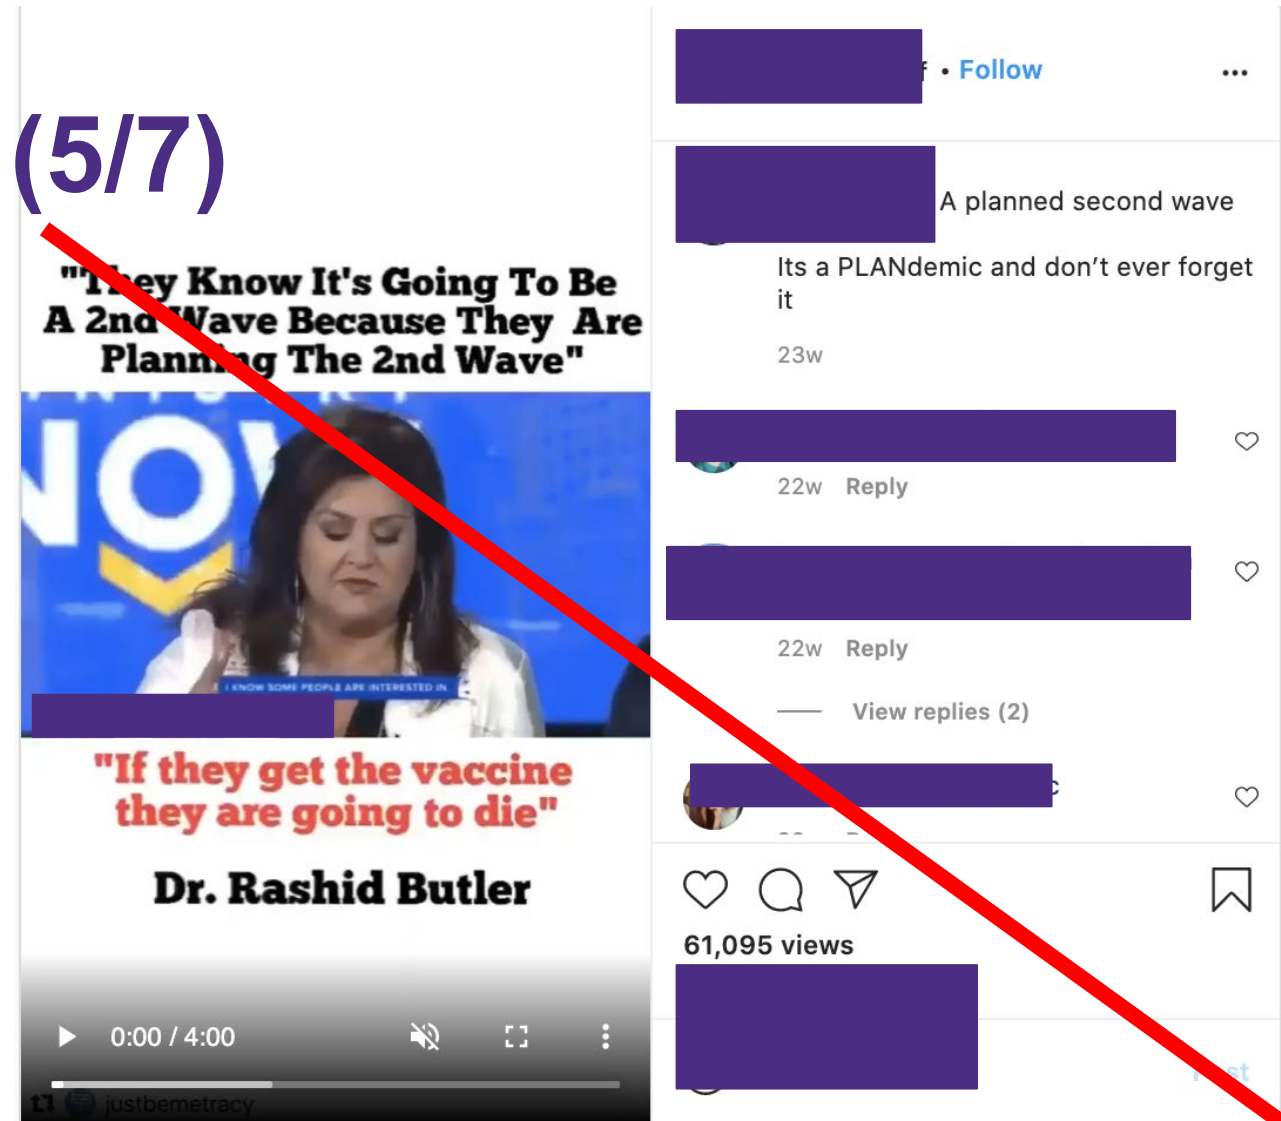 (5/7)
"They Know It's Going To Be
A 2nd Wave Because They Are
Planning The 2nd Wave"
NOW
I KNOW SOME PEOPLE ARE INTERESTED IN
"If they get the vaccine
they are going to die"
Dr. Rashid Butler
0:00 / 4:00
justbemetracy
f • Follow
A planned second wave
Its a PLANdemic and don't ever forget
it
23w
22w Reply
22w Reply
View replies (2)
c
61,095 views
Post